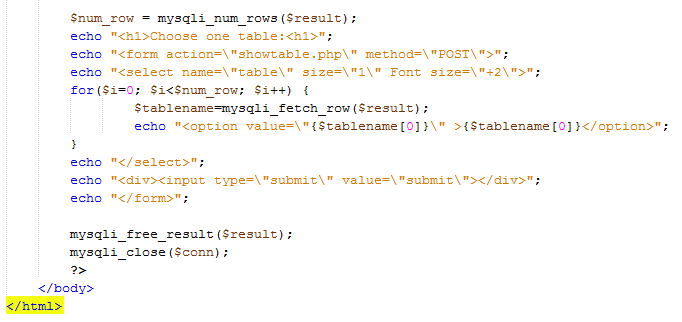 $num_row = mysqli_num_rows($result);
echo "<h1>Choose one table:<h1>";
echo "<form action=\"showtable.php\" method=\"POST\">";
echo "<select name=\"table\" size=\"1\" Font size=\"+2\">";
for($i=0; $i<$num_row; $i++) {
$tablename=mysqli_fetch_row($result);
echo "<option value=\"{$tablename[0]}\" >{$tablename[0]}</option>";
}
echo "</select>";
echo "<div><input type=\"submit\" value=\"submit\"></div>";
echo "</form>";
mysqli_free_result($result);
mysqli_close($conn);
?>
</body>
</html>